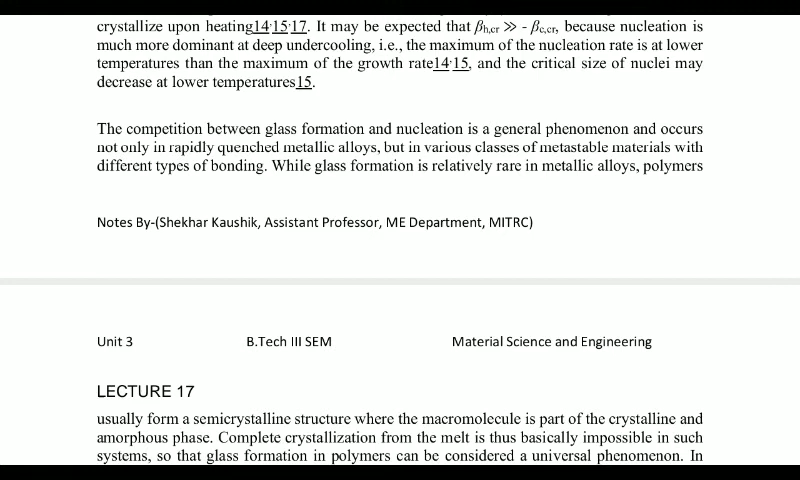 crystallize upon heating14,15,17. It may be expected that βh,cr ≫ - βc,cr, because nucleation is
much more dominant at deep undercooling, i.e., the maximum of the nucleation rate is at lower
temperatures than the maximum of the growth rate14,15, and the critical size of nuclei may
decrease at lower temperatures15.
The competition between glass formation and nucleation is a general phenomenon and occurs
not only in rapidly quenched metallic alloys, but in various classes of metastable materials with
different types of bonding. While glass formation is relatively rare in metallic alloys, polymers
Notes By-(Shekhar Kaushik, Assistant Professor, ME Department, MITRC)
Unit 3 B.Tech III SEM Material Science and Engineering
LECTURE 17
usually form a semicrystalline structure where the macromolecule is part of the crystalline and
amorphous phase. Complete crystallization from the melt is thus basically impossible in such
systems, so that glass formation in polymers can be considered a universal phenomenon. In